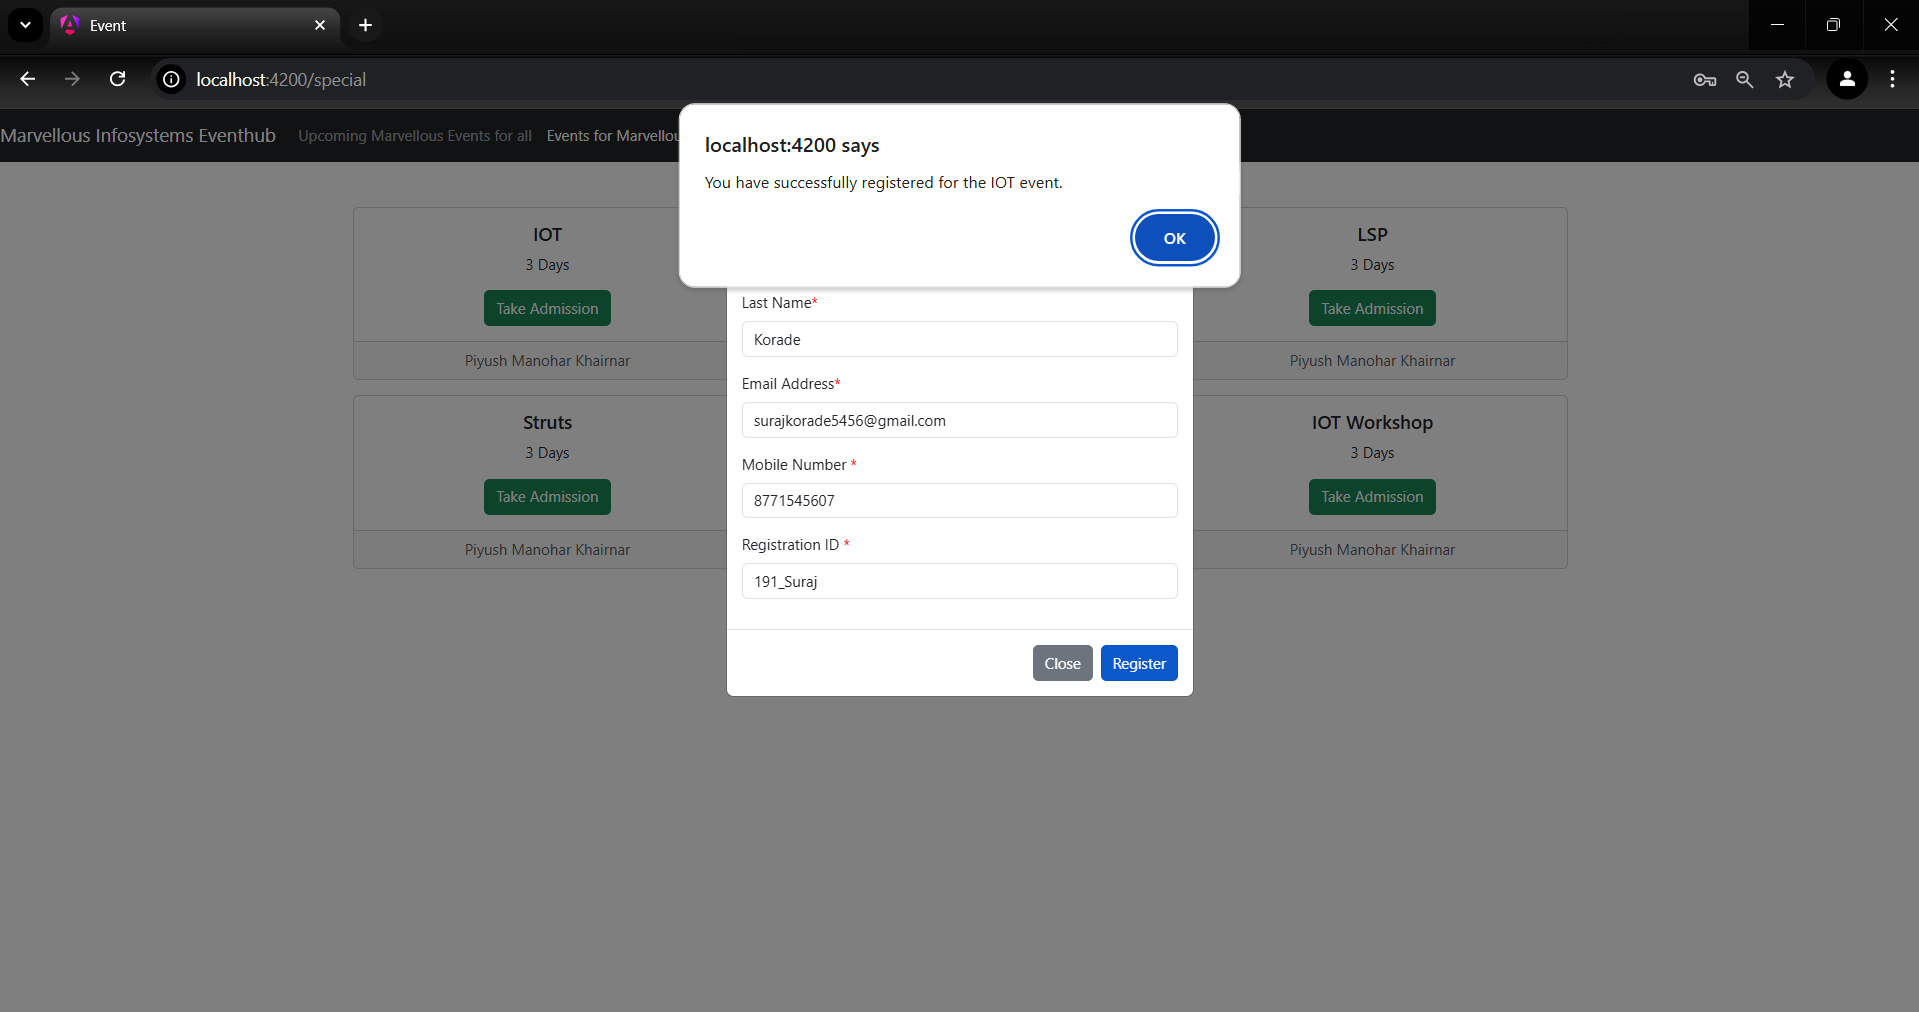 Event
localhost:4200/special
Marvellous Infosystems Eventhub Upcoming Marvellous Events for all Events for
localhost:4200 says
You have successfully registered for the IOT event.
OK
IOT
3 Days
Take Admission
Piyush Manohar Khairnar
LSP
3 Days
Take Admission
Piyush Manohar Khairnar
Struts
3 Days
Take Admission
Piyush Manohar Khairnar
IOT Workshop
3 Days
Take Admission
Piyush Manohar Khairnar
Last Name*
Korade
Email Address*
surajkorade5456@gmail.com
Mobile Number *
8771545607
Registration ID *
191_Suraj
Close Register